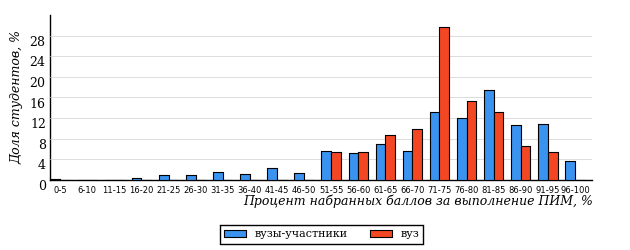 Доля студентов, %
28
24
20
16
12
8
4
0
0-5 6-10 11-15 16-20 21-25 26-30 31-35 36-40 41-45 46-50 51-55 56-60 61-65 66-70 71-75 76-80 81-85 86-90 91-95 96-100
Процент набранных баллов за выполнение ПИМ, %
вузы-участники вуз